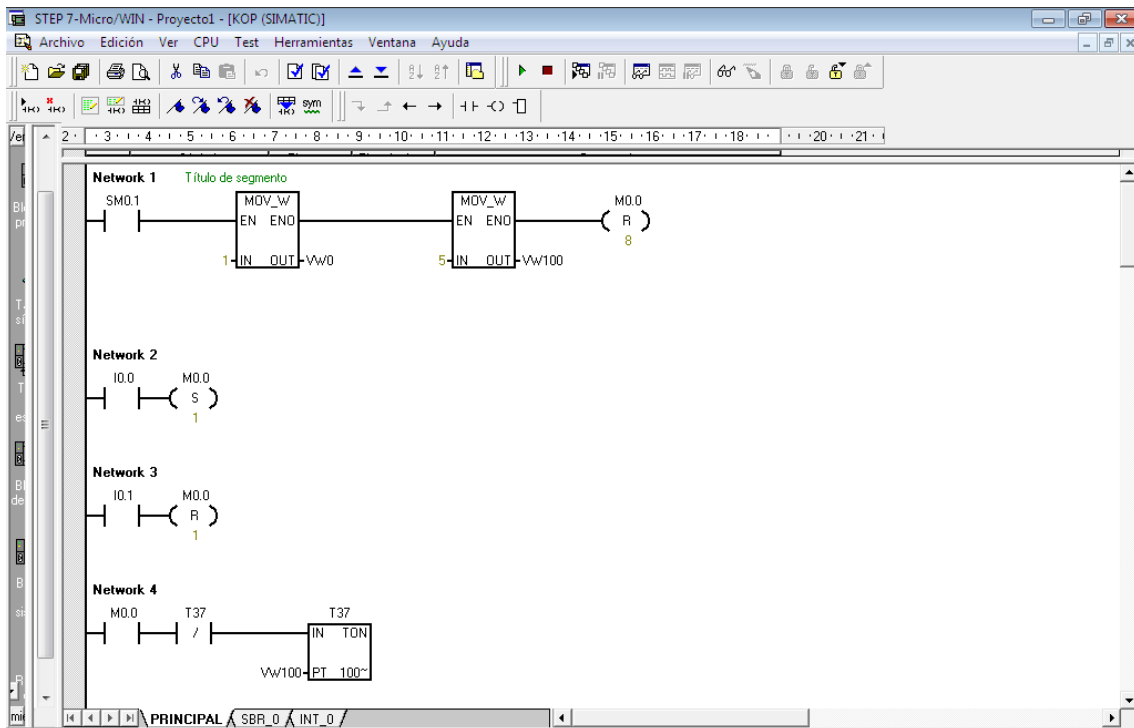 STEP 7-Micro/WIN - Proyecto1 - [KOP (SIMATIC)]
Archivo Edición Ver CPU Test Herramientas Ventana Ayuda
sym
2 · 3 · 4 · 5 · 6 · 7 · 8 · 9 · 10 · 11 · 12 · 13 · 14 · 15 · 16 · 17 · 18 · 20 · 21
Network 1 Título de segmento
SM0.1 MOV_W MOV_W M0.0
EN ENO EN ENO R
8
1 IN OUT VW0 5 IN OUT VW100
Network 2
I0.0 M0.0
S
1
Network 3
I0.1 M0.0
R
1
Network 4
M0.0 T37 T37
/ IN TON
VW100 PT 100~
PRINCIPAL SBR_0 INT_0